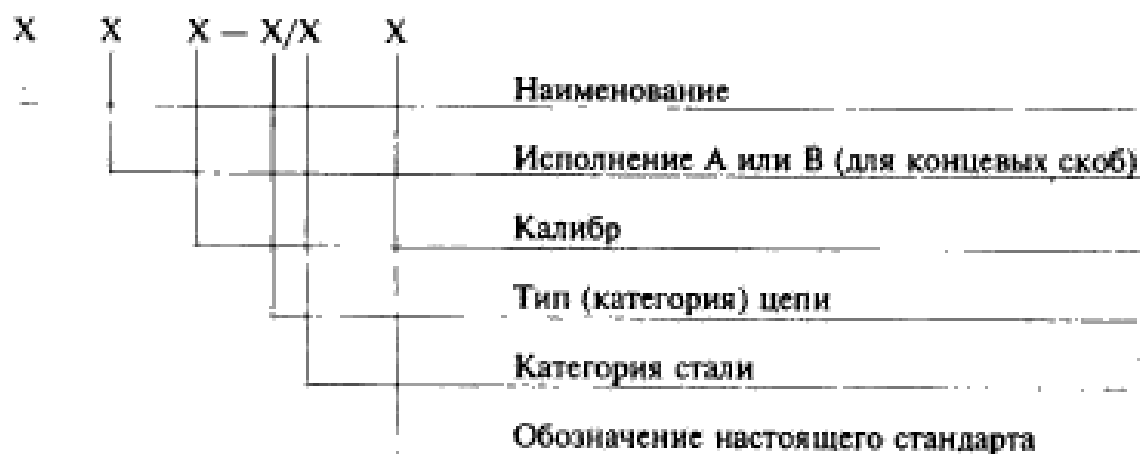 Х Х Х — Х/Х Х
Наименование
Исполнение А или В (для концевых скоб)
Калибр
Тип (категория) цепи
Категория стали
Обозначение настоящего стандарта